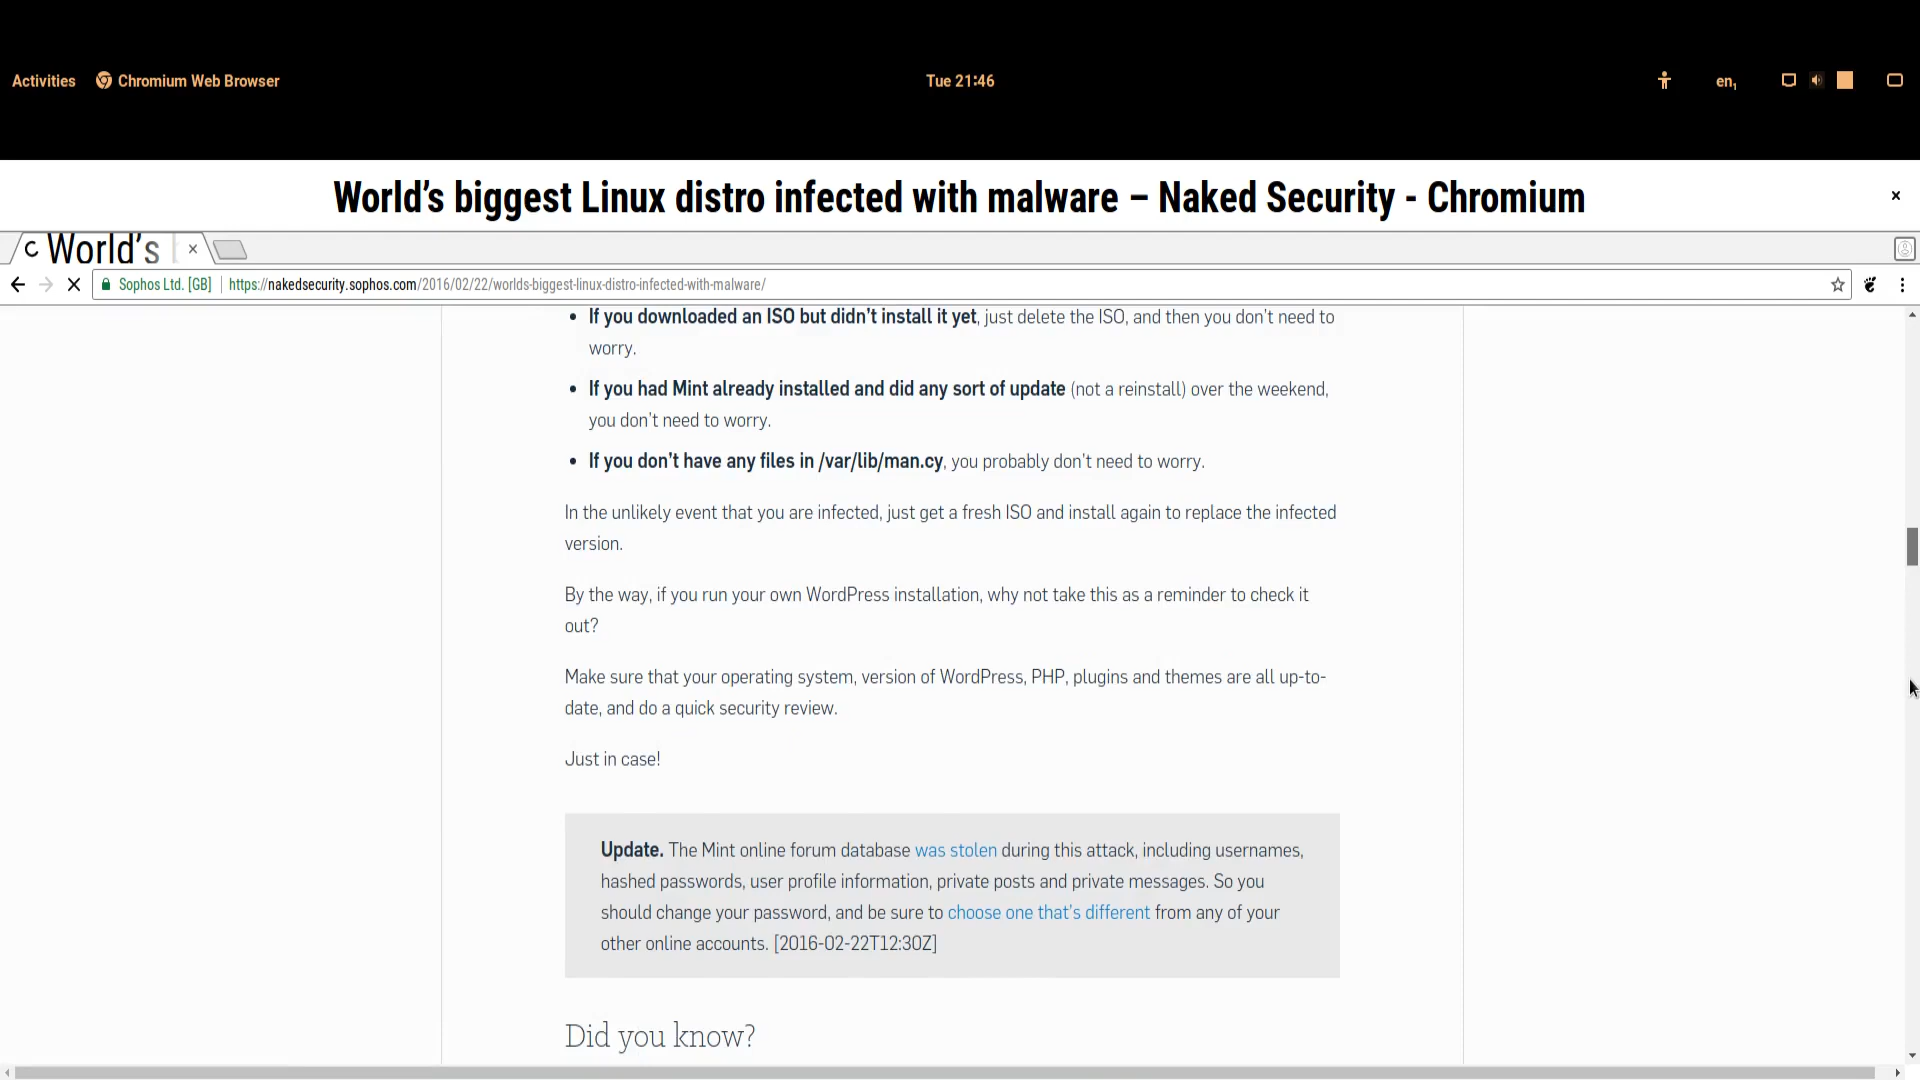 Activities Chromium Web Browser Tue 21:46 en₁
World’s biggest Linux distro infected with malware – Naked Security - Chromium
World’s
Sophos Ltd. [GB] https://nakedsecurity.sophos.com/2016/02/22/worlds-biggest-linux-distro-infected-with-malware/
• If you downloaded an ISO but didn’t install it yet, just delete the ISO, and then you don’t need to
worry.
• If you had Mint already installed and did any sort of update (not a reinstall) over the weekend,
you don’t need to worry.
• If you don’t have any files in /var/lib/man.cy, you probably don’t need to worry.
In the unlikely event that you are infected, just get a fresh ISO and install again to replace the infected
version.
By the way, if you run your own WordPress installation, why not take this as a reminder to check it
out?
Make sure that your operating system, version of WordPress, PHP, plugins and themes are all up-to-
date, and do a quick security review.
Just in case!
Update. The Mint online forum database was stolen during this attack, including usernames,
hashed passwords, user profile information, private posts and private messages. So you
should change your password, and be sure to choose one that’s different from any of your
other online accounts. [2016-02-22T12:30Z]
Did you know?